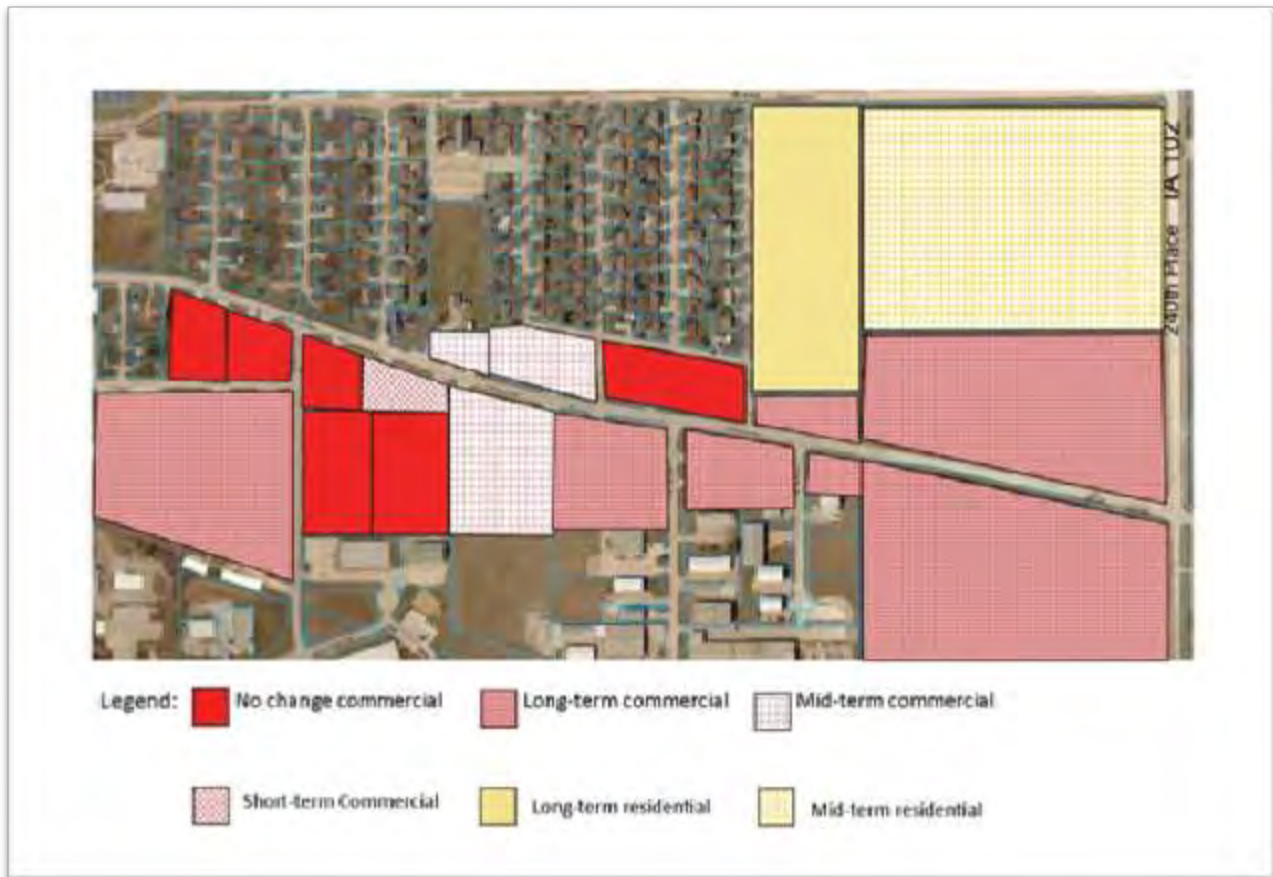 240th Place IA 102
Legend: No change commercial Long-term commercial Mid-term commercial
Short-term Commercial Long-term residential Mid-term residential